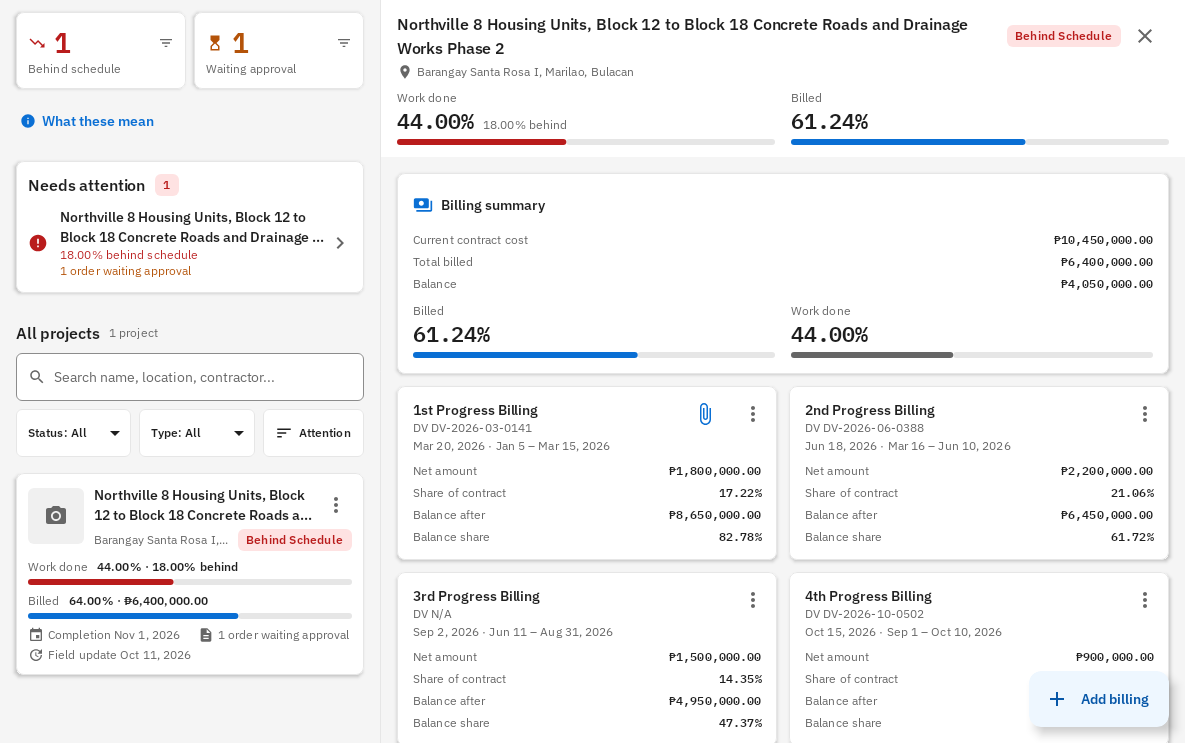 1
Behind schedule
1
Waiting approval
What these mean
Needs attention 1
Northville 8 Housing Units, Block 12 to
Block 18 Concrete Roads and Drainage ...
18.00% behind schedule
1 order waiting approval
All projects 1 project
Search name, location, contractor...
Status: All
Type: All
Attention
Northville 8 Housing Units, Block
12 to Block 18 Concrete Roads a...
Barangay Santa Rosa I,... Behind Schedule
Work done 44.00% · 18.00% behind
Billed 64.00% · ₱6,400,000.00
Completion Nov 1, 2026 1 order waiting approval
Field update Oct 11, 2026
Northville 8 Housing Units, Block 12 to Block 18 Concrete Roads and Drainage
Works Phase 2
Behind Schedule
Barangay Santa Rosa I, Marilao, Bulacan
Work done
44.00% 18.00% behind
Billed
61.24%
Billing summary
Current contract cost ₱10,450,000.00
Total billed ₱6,400,000.00
Balance ₱4,050,000.00
Billed
61.24%
Work done
44.00%
1st Progress Billing
DV DV-2026-03-0141
Mar 20, 2026 · Jan 5 – Mar 15, 2026
Net amount ₱1,800,000.00
Share of contract 17.22%
Balance after ₱8,650,000.00
Balance share 82.78%
2nd Progress Billing
DV DV-2026-06-0388
Jun 18, 2026 · Mar 16 – Jun 10, 2026
Net amount ₱2,200,000.00
Share of contract 21.06%
Balance after ₱6,450,000.00
Balance share 61.72%
3rd Progress Billing
DV N/A
Sep 2, 2026 · Jun 11 – Aug 31, 2026
Net amount ₱1,500,000.00
Share of contract 14.35%
Balance after ₱4,950,000.00
Balance share 47.37%
4th Progress Billing
DV DV-2026-10-0502
Oct 15, 2026 · Sep 1 – Oct 10, 2026
Net amount ₱900,000.00
Share of contract
Balance after
Balance share
Add billing